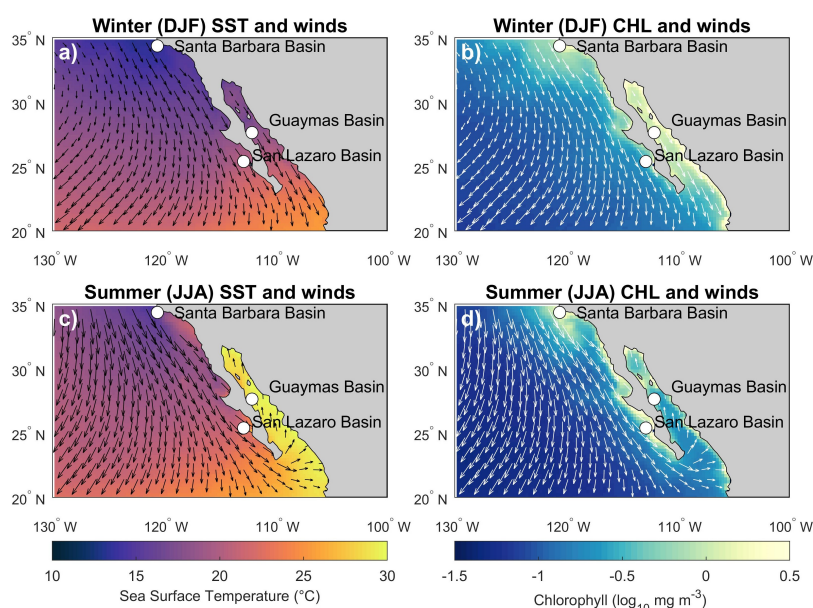 Winter (DJF) SST and winds
35° N
30° N
25° N
20° N
130° W
120° W
110° W
100° W
a)
Santa Barbara Basin
Guaymas Basin
San Lazaro Basin
Winter (DJF) CHL and winds
35° N
30° N
25° N
20° N
130° W
120° W
110° W
100° W
b)
Santa Barbara Basin
Guaymas Basin
San Lazaro Basin
Summer (JJA) SST and winds
35° N
30° N
25° N
20° N
130° W
120° W
110° W
100° W
c)
Santa Barbara Basin
Guaymas Basin
San Lazaro Basin
Summer (JJA) CHL and winds
35° N
30° N
25° N
20° N
130° W
120° W
110° W
100° W
d)
Santa Barbara Basin
Guaymas Basin
San Lazaro Basin
10 15 20 25 30
Sea Surface Temperature (°C)
-1.5 -1 -0.5 0 0.5
Chlorophyll (log10 mg m-3)